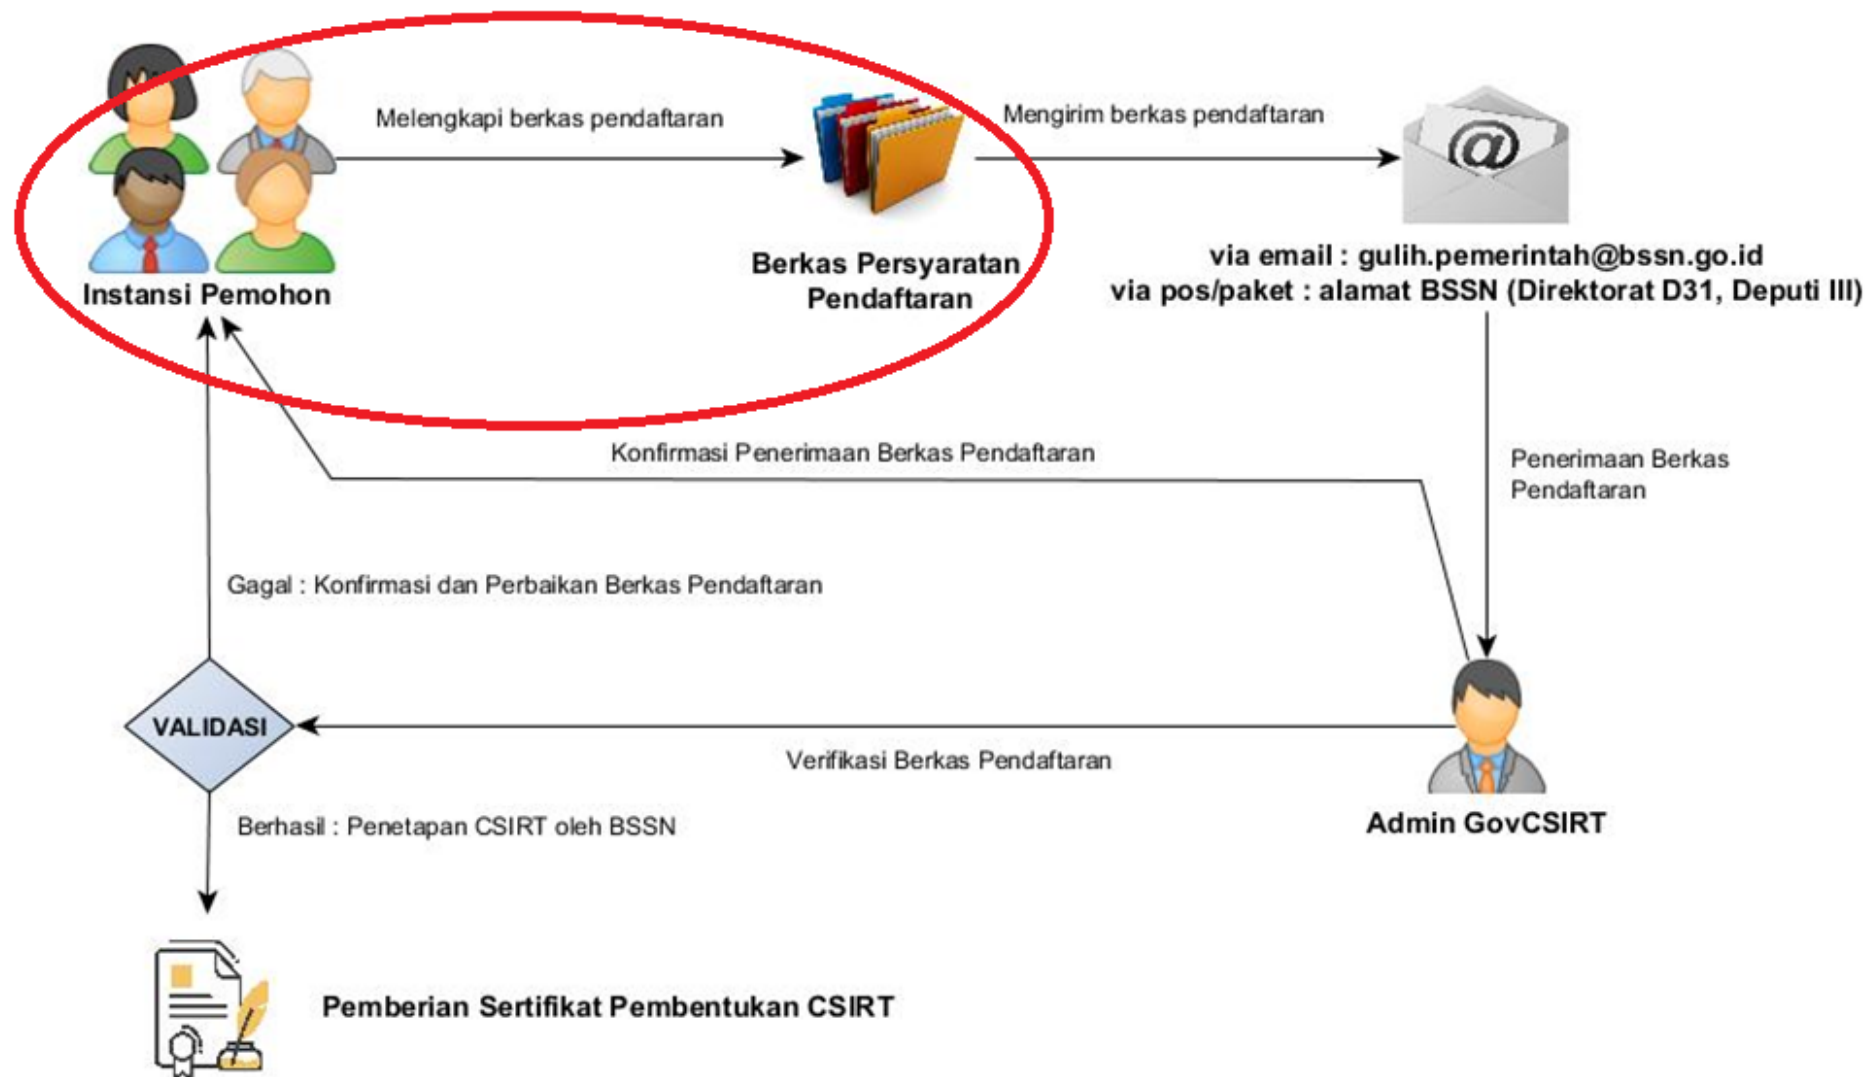 Melengkapi berkas pendaftaran
Mengirim berkas pendaftaran
@
Instansi Pemohon
Berkas Persyaratan
Pendaftaran
via email : gulih.pemerintah@bssn.go.id
via pos/paket : alamat BSSN (Direktorat D31, Deputi III)
Konfirmasi Penerimaan Berkas Pendaftaran
Penerimaan Berkas
Pendaftaran
Gagal : Konfirmasi dan Perbaikan Berkas Pendaftaran
VALIDASI
Verifikasi Berkas Pendaftaran
Admin GovCSIRT
Berhasil : Penetapan CSIRT oleh BSSN
Pemberian Sertifikat Pembentukan CSIRT